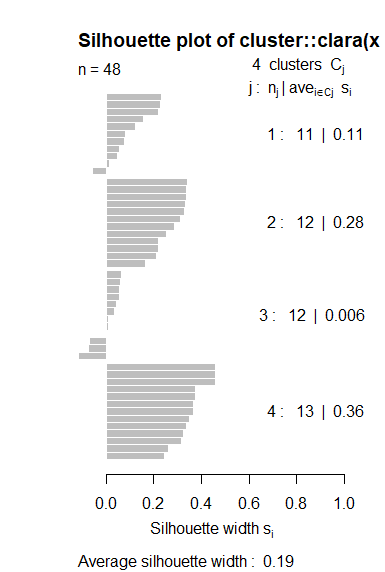 Silhouette plot of cluster::clara(x
n = 48
4 clusters Cj
j : nj | avei∈Cj si
1 : 11 | 0.11
2 : 12 | 0.28
3 : 12 | 0.006
4 : 13 | 0.36
0.0 0.2 0.4 0.6 0.8 1.0
Silhouette width si
Average silhouette width : 0.19